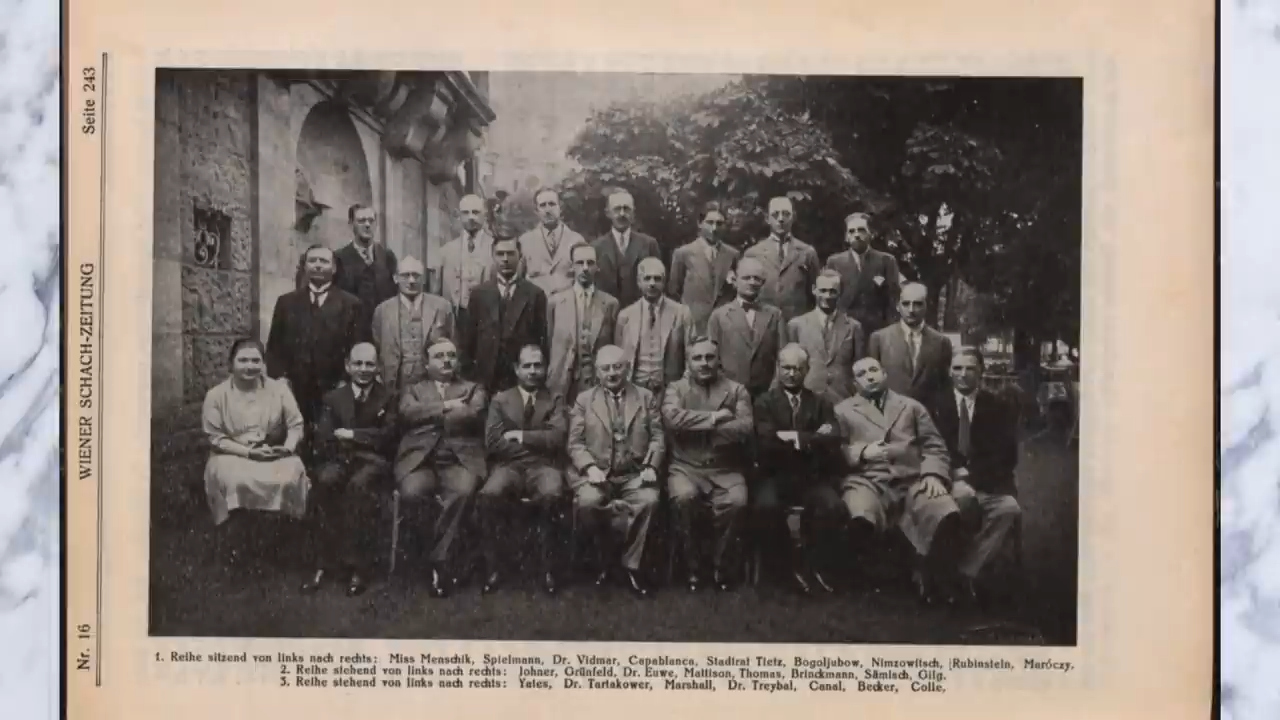 Seite 243
WIENER SCHACH-ZEITUNG
Nr. 16
1. Reihe sitzend von links nach rechts: Miss Menschik, Spielmann, Dr. Vidmar, Capablanca, Stadtrat Tietz, Bogoljubow, Nimzowitsch, Rubinstein, Maróczy.
2. Reihe stehend von links nach rechts: Johner, Grünfeld, Dr. Euwe, Mattison, Thomas, Brinckmann, Sämisch, Gilg.
3. Reihe stehend von links nach rechts: Yates, Dr. Tartakower, Marshall, Dr. Treybal, Canal, Becker, Colle.